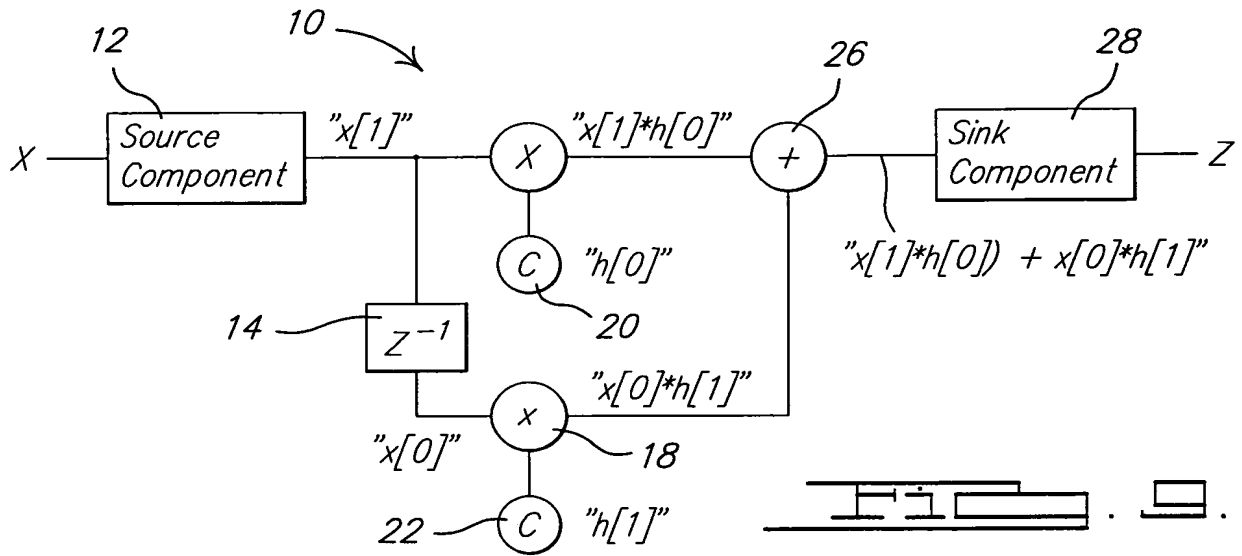 10
12
26
28
X
Source
Component
"x[1]"
X
"x[1]*h[0]"
+
Sink
Component
Z
C
"h[0]"
20
"x[1]*h[0]) + x[0]*h[1]"
14
Z-1
"x[0]"
x
"x[0]*h[1]"
18
22
C
"h[1]"